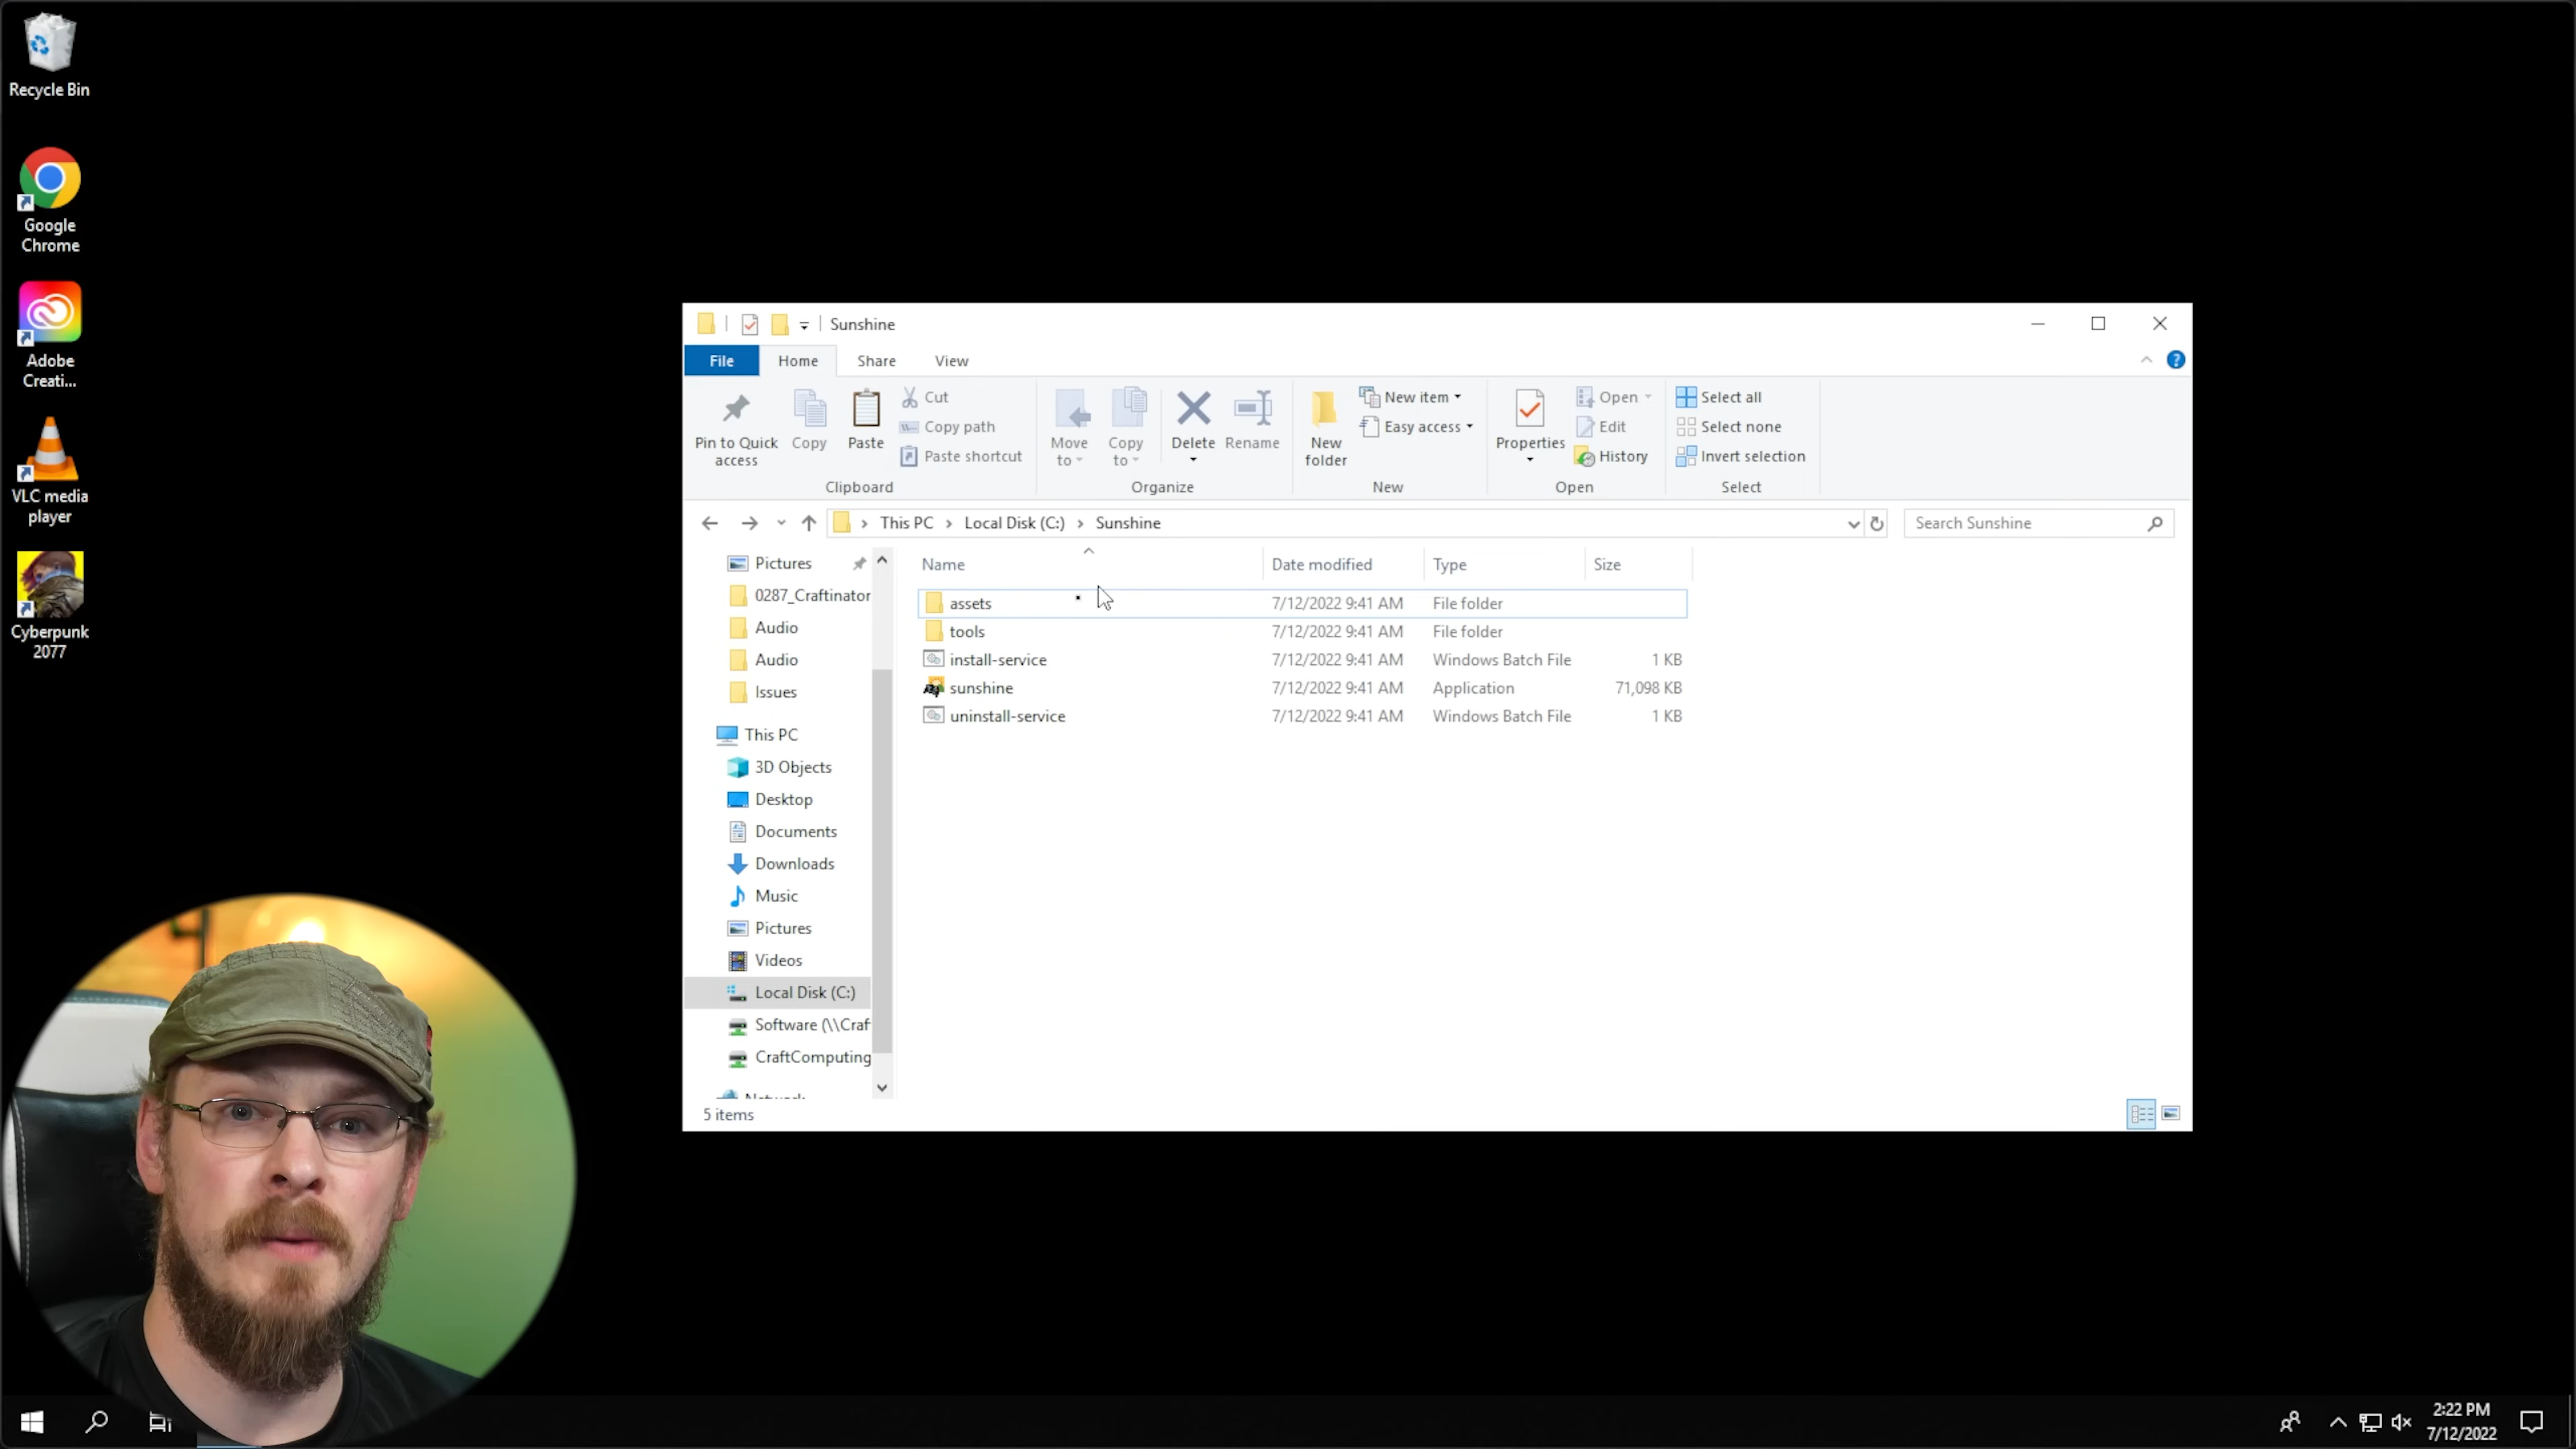 Recycle Bin
Google
Chrome
Adobe
Creati...
VLC media
player
Cyberpunk
2077
Sunshine
File
Home
Share
View
Pin to Quick
access
Copy
Paste
Cut
Copy path
Paste shortcut
Clipboard
Move
to
Copy
to
Delete
Rename
Organize
New
folder
New item
Easy access
New
Properties
Open
Edit
History
Open
Select all
Select none
Invert selection
Select
This PC
Local Disk (C:)
Sunshine
Search Sunshine
Pictures
0287_Craftinator
Audio
Audio
Issues
This PC
3D Objects
Desktop
Documents
Downloads
Music
Pictures
Videos
Local Disk (C:)
Software (\\Craf
CraftComputing
Network
Name Date modified Type Size
assets 7/12/2022 9:41 AM File folder
tools 7/12/2022 9:41 AM File folder
install-service 7/12/2022 9:41 AM Windows Batch File 1 KB
sunshine 7/12/2022 9:41 AM Application 71,098 KB
uninstall-service 7/12/2022 9:41 AM Windows Batch File 1 KB
5 items
2:22 PM
7/12/2022